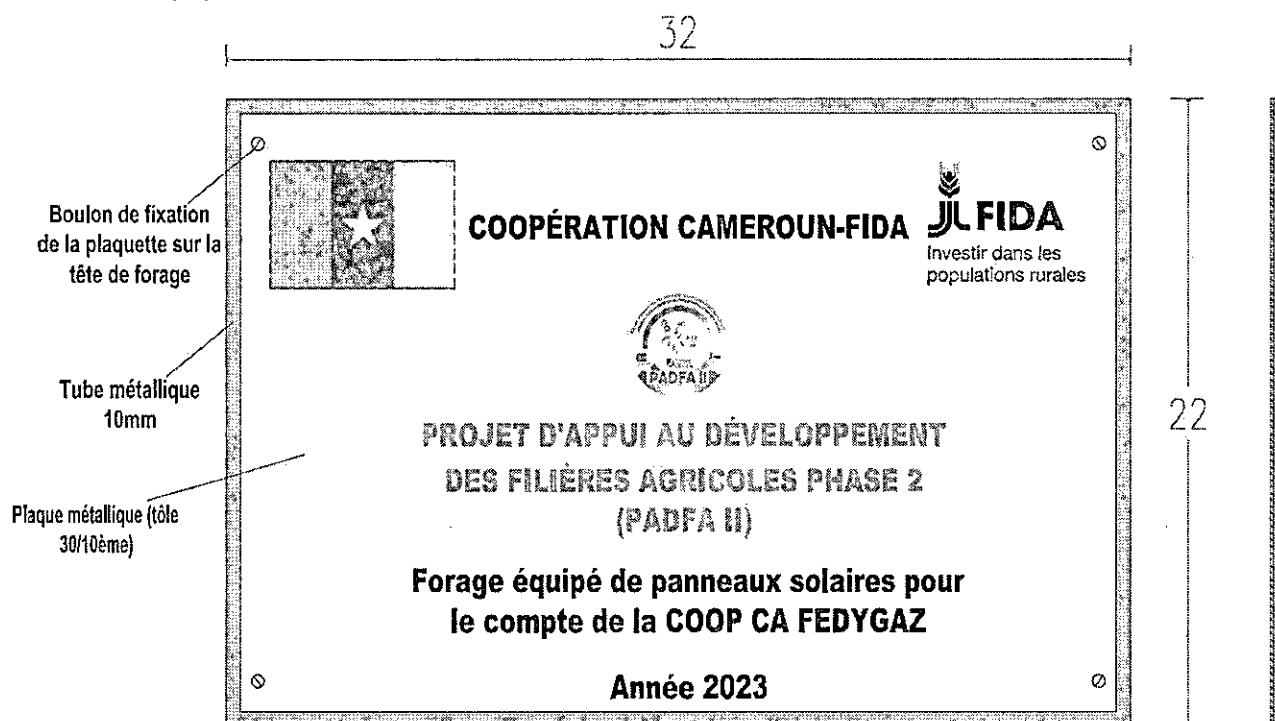 32
COOPÉRATION CAMEROUN-FIDA
FIDA
Investir dans les
populations rurales
Boulon de fixation
de la plaquette sur la
tête de forage
PADFA II
Tube métallique
10mm
22
PROJET D'APPUI AU DÉVELOPPEMENT
DES FILIÈRES AGRICOLES PHASE 2
(PADFA II)
Plaque métallique (tôle
30/10ème)
Forage équipé de panneaux solaires pour
le compte de la COOP CA FEDYGAZ
Année 2023